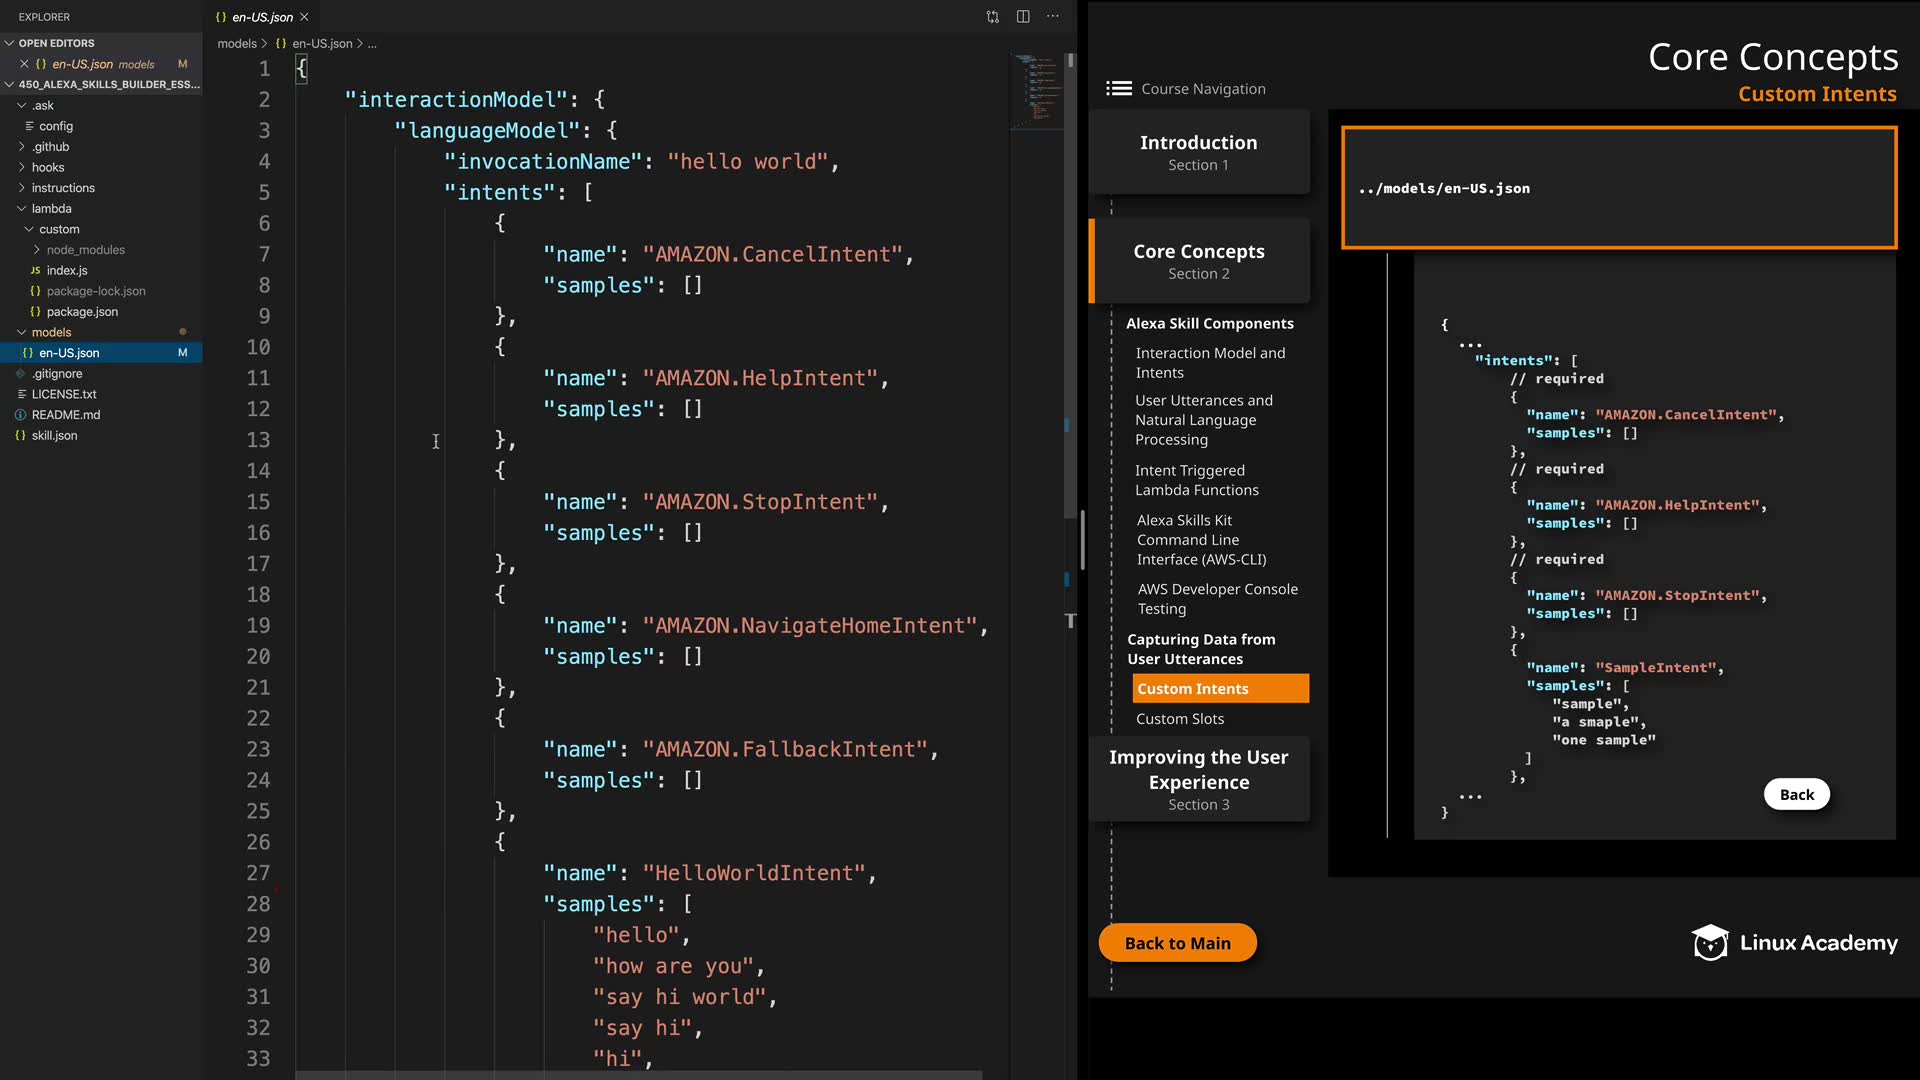 EXPLORER
OPEN EDITORS
en-US.json models M
450_ALEXA_SKILLS_BUILDER_ESS...
.ask
config
.github
hooks
instructions
lambda
custom
node_modules
JS index.js
{} package-lock.json
{} package.json
models
{} en-US.json M
.gitignore
LICENSE.txt
README.md
{} skill.json
{} en-US.json
models > {} en-US.json > ...
1 {
2 "interactionModel": {
3 "languageModel": {
4 "invocationName": "hello world",
5 "intents": [
6 {
7 "name": "AMAZON.CancelIntent",
8 "samples": []
9 },
10 {
11 "name": "AMAZON.HelpIntent",
12 "samples": []
13 },
14 {
15 "name": "AMAZON.StopIntent",
16 "samples": []
17 },
18 {
19 "name": "AMAZON.NavigateHomeIntent",
20 "samples": []
21 },
22 {
23 "name": "AMAZON.FallbackIntent",
24 "samples": []
25 },
26 {
27 "name": "HelloWorldIntent",
28 "samples": [
29 "hello",
30 "how are you",
31 "say hi world",
32 "say hi",
33 "hi",
Core Concepts
Custom Intents
Course Navigation
Introduction
Section 1
Core Concepts
Section 2
Alexa Skill Components
Interaction Model and
Intents
User Utterances and
Natural Language
Processing
Intent Triggered
Lambda Functions
Alexa Skills Kit
Command Line
Interface (AWS-CLI)
AWS Developer Console
Testing
Capturing Data from
User Utterances
Custom Intents
Custom Slots
Improving the User
Experience
Section 3
Back to Main
../models/en-US.json
{
...
"intents": [
// required
{
"name": "AMAZON.CancelIntent",
"samples": []
},
// required
{
"name": "AMAZON.HelpIntent",
"samples": []
},
// required
{
"name": "AMAZON.StopIntent",
"samples": []
},
{
"name": "SampleIntent",
"samples": [
"sample",
"a smaple",
"one sample"
]
},
...
}
Back
Linux Academy